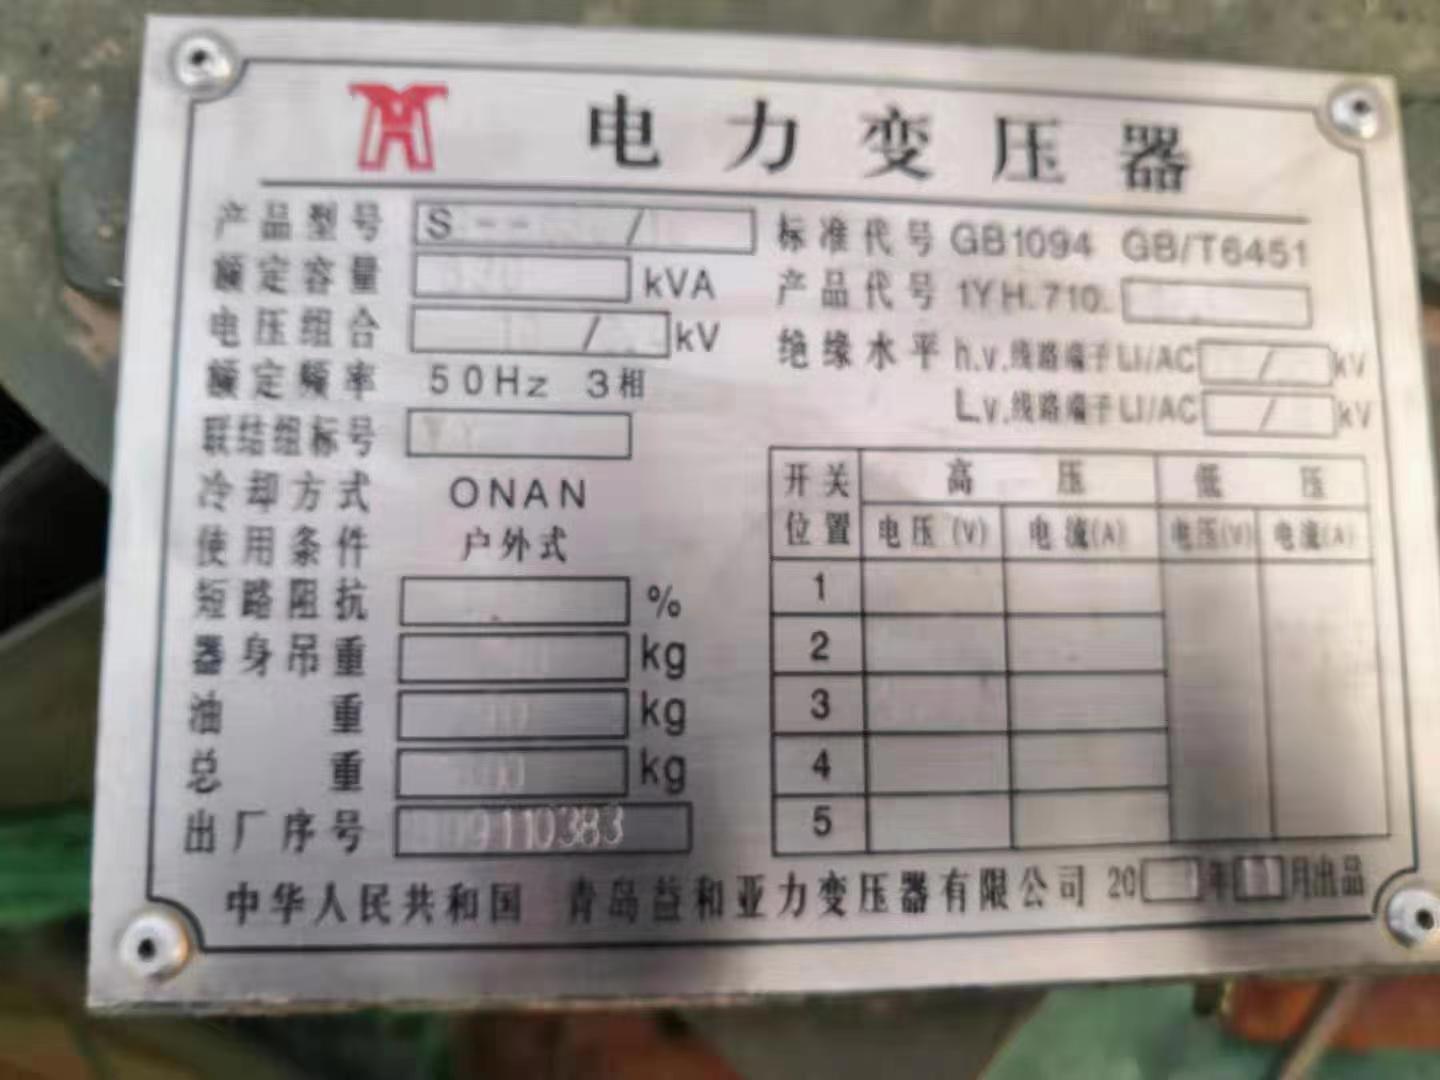 电力变压器
产品型号 S-- /
额定容量 kVA
电压组合 / kV
额定频率 50Hz 3相
联结组标号
冷却方式 ONAN
使用条件 户外式
短路阻抗 %
器身吊重 kg
油重 kg
总重 kg
出厂序号 9110383
标准代号 GB1094 GB/T6451
产品代号 1YH.710.
绝缘水平 h.v.线路端子LI/AC / kV
L.v.线路端子LI/AC / kV
开关位置 高压 低压
电压(V) 电流(A) 电压(V) 电流(A)
1
2
3
4
5
中华人民共和国 青岛益和亚力变压器有限公司 20 年 月出品